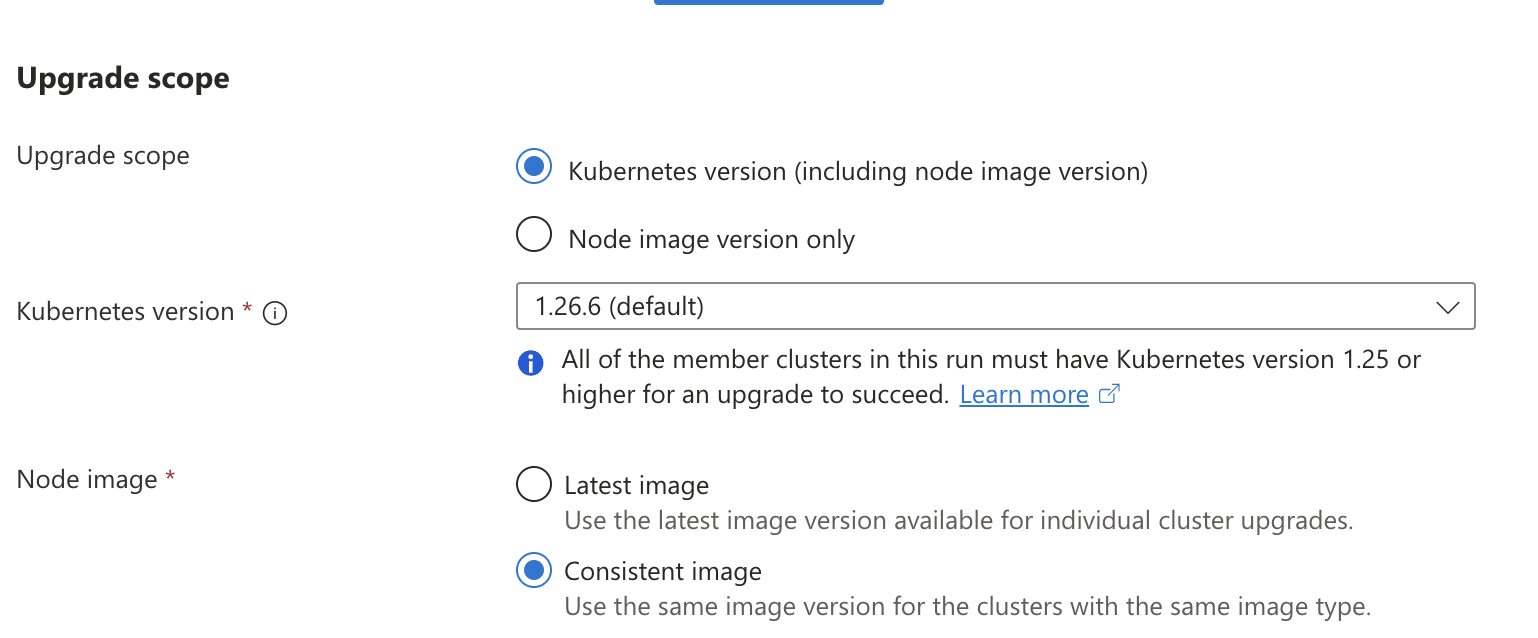 Upgrade scope
Upgrade scope
Kubernetes version (including node image version)
Node image version only
Kubernetes version *
1.26.6 (default)
All of the member clusters in this run must have Kubernetes version 1.25 or
higher for an upgrade to succeed. Learn more
Node image *
Latest image
Use the latest image version available for individual cluster upgrades.
Consistent image
Use the same image version for the clusters with the same image type.